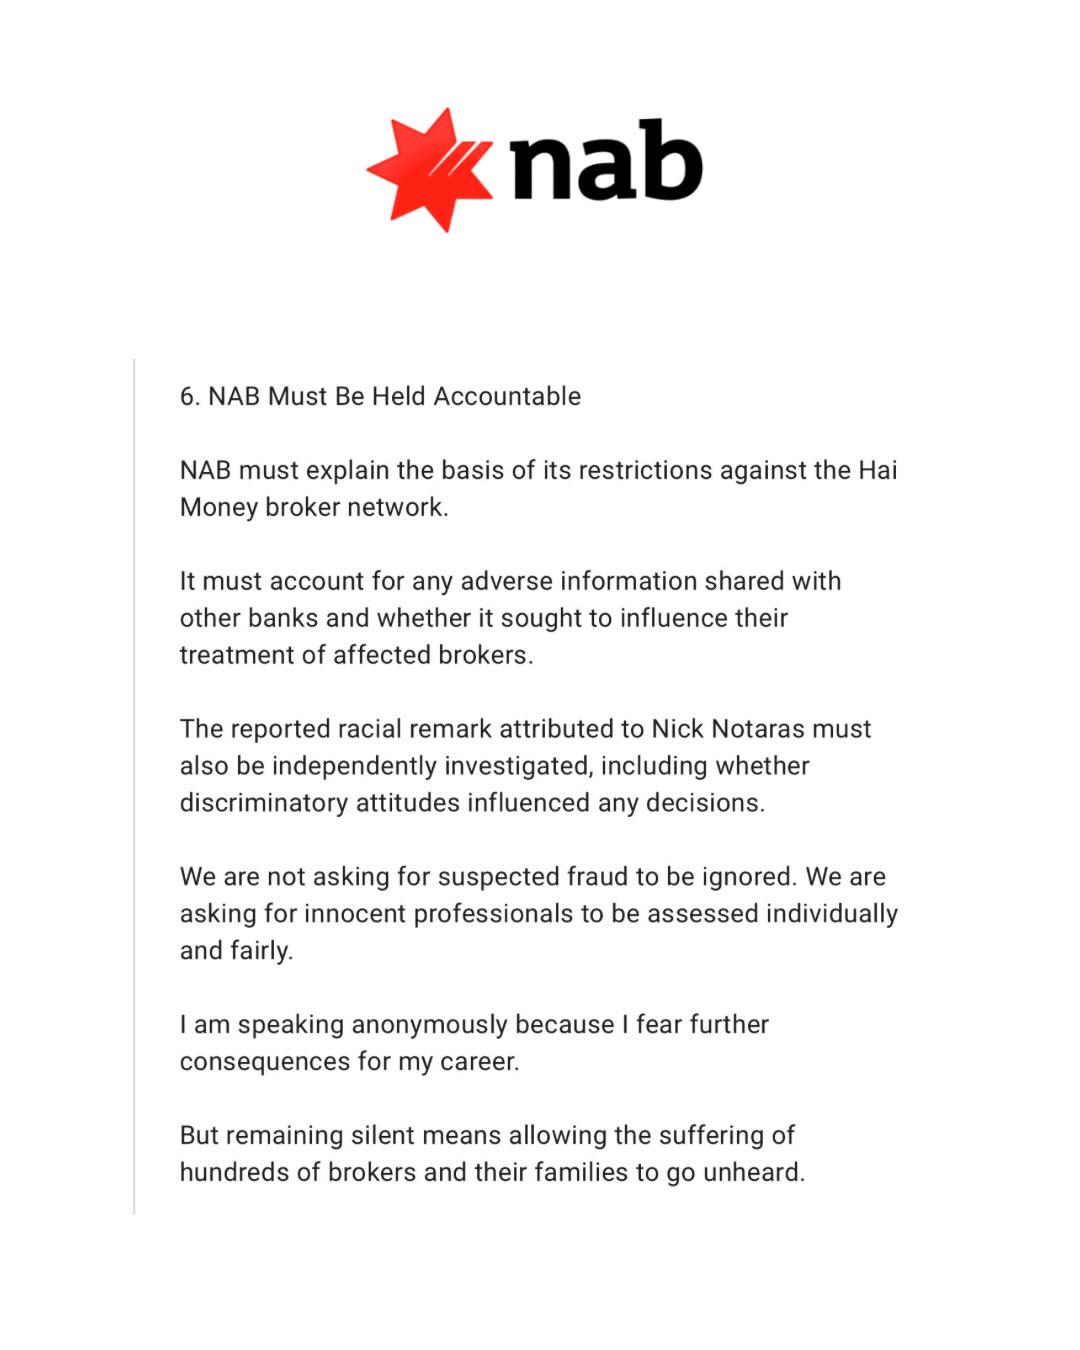 nab
6. NAB Must Be Held Accountable
NAB must explain the basis of its restrictions against the Hai
Money broker network.
It must account for any adverse information shared with
other banks and whether it sought to influence their
treatment of affected brokers.
The reported racial remark attributed to Nick Notaras must
also be independently investigated, including whether
discriminatory attitudes influenced any decisions.
We are not asking for suspected fraud to be ignored. We are
asking for innocent professionals to be assessed individually
and fairly.
I am speaking anonymously because I fear further
consequences for my career.
But remaining silent means allowing the suffering of
hundreds of brokers and their families to go unheard.